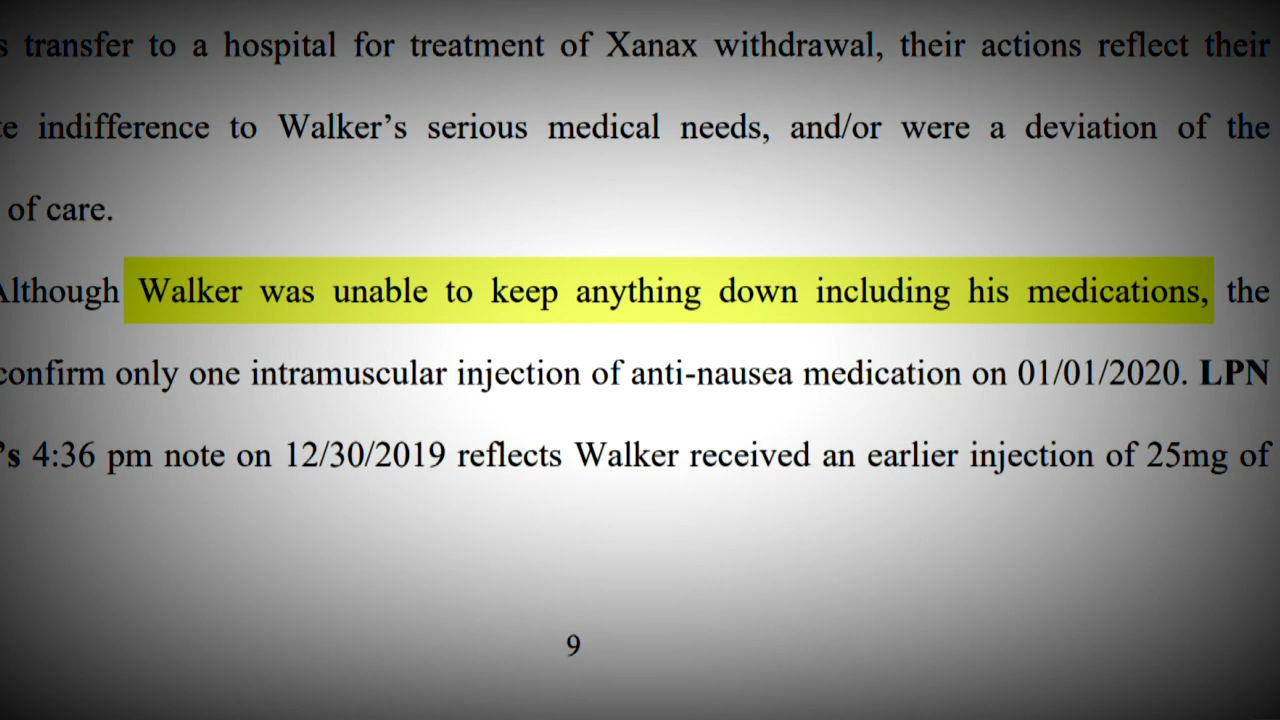 s transfer to a hospital for treatment of Xanax withdrawal, their actions reflect their
e indifference to Walker's serious medical needs, and/or were a deviation of the
of care.
Although Walker was unable to keep anything down including his medications, the
confirm only one intramuscular injection of anti-nausea medication on 01/01/2020. LPN
's 4:36 pm note on 12/30/2019 reflects Walker received an earlier injection of 25mg of
9